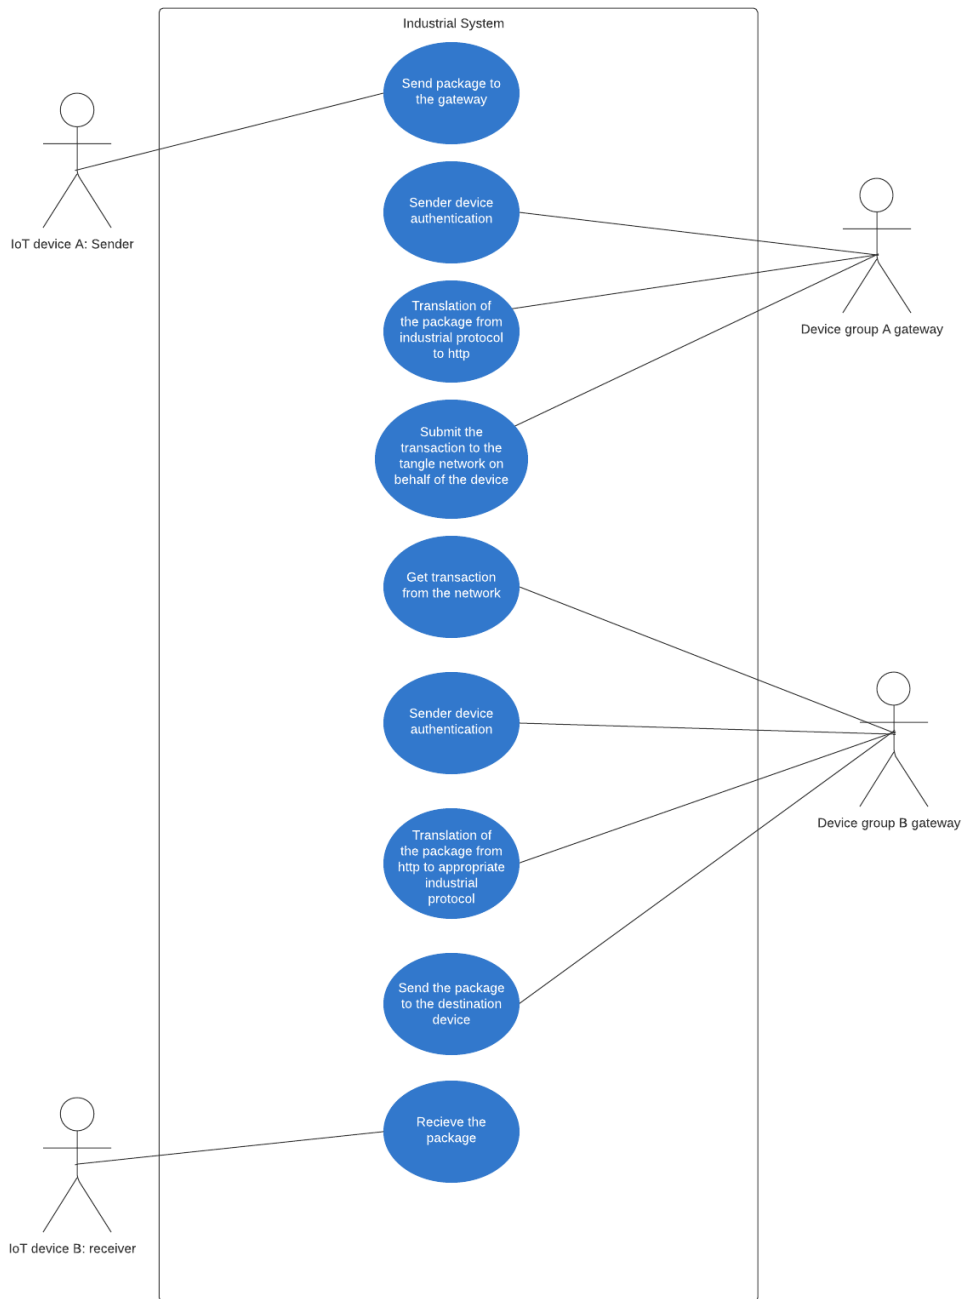 Industrial System
Send package to
the gateway
IoT device A: Sender
Sender device
authentication
Device group A gateway
Translation of
the package from
industrial protocol
to http
Submit the
transaction to the
tangle network on
behalf of the device
Get transaction
from the network
Sender device
authentication
Device group B gateway
Translation of
the package from
http to appropriate
industrial
protocol
Send the package
to the destination
device
Recieve the
package
IoT device B: receiver